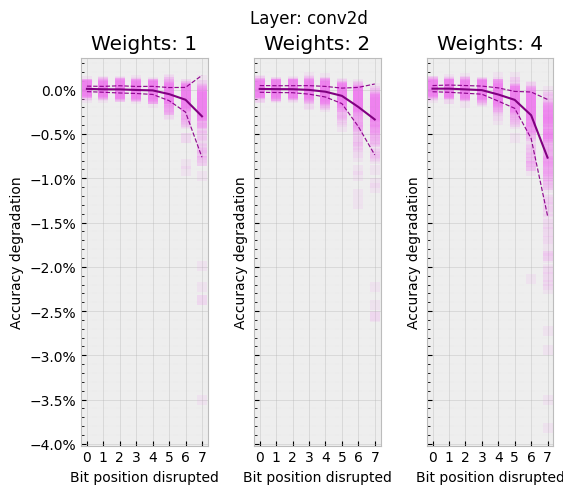 Layer: conv2d
Weights: 1
Weights: 2
Weights: 4
Accuracy degradation
0.0%
−0.5%
−1.0%
−1.5%
−2.0%
−2.5%
−3.0%
−3.5%
−4.0%
0 1 2 3 4 5 6 7
Bit position disrupted
Accuracy degradation
0 1 2 3 4 5 6 7
Bit position disrupted
Accuracy degradation
0 1 2 3 4 5 6 7
Bit position disrupted